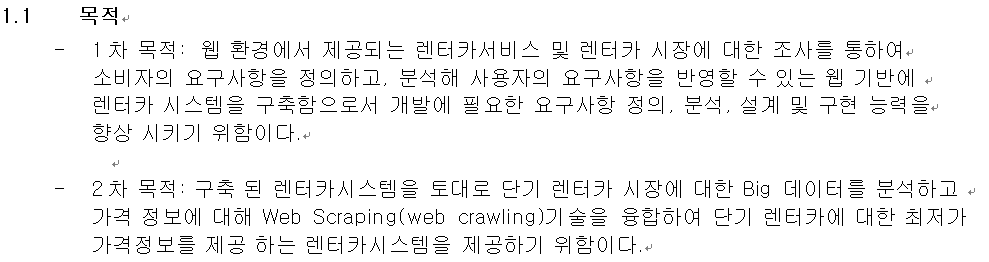 1.1 목적
- 1차 목적: 웹 환경에서 제공되는 렌터카서비스 및 렌터카 시장에 대한 조사를 통하여
소비자의 요구사항을 정의하고, 분석해 사용자의 요구사항을 반영할 수 있는 웹 기반에
렌터카 시스템을 구축함으로서 개발에 필요한 요구사항 정의, 분석, 설계 및 구현 능력을
향상 시키기 위함이다.
- 2차 목적: 구축 된 렌터카시스템을 토대로 단기 렌터카 시장에 대한 Big 데이터를 분석하고
가격 정보에 대해 Web Scraping(web crawling)기술을 융합하여 단기 렌터카에 대한 최저가
가격정보를 제공 하는 렌터카시스템을 제공하기 위함이다.